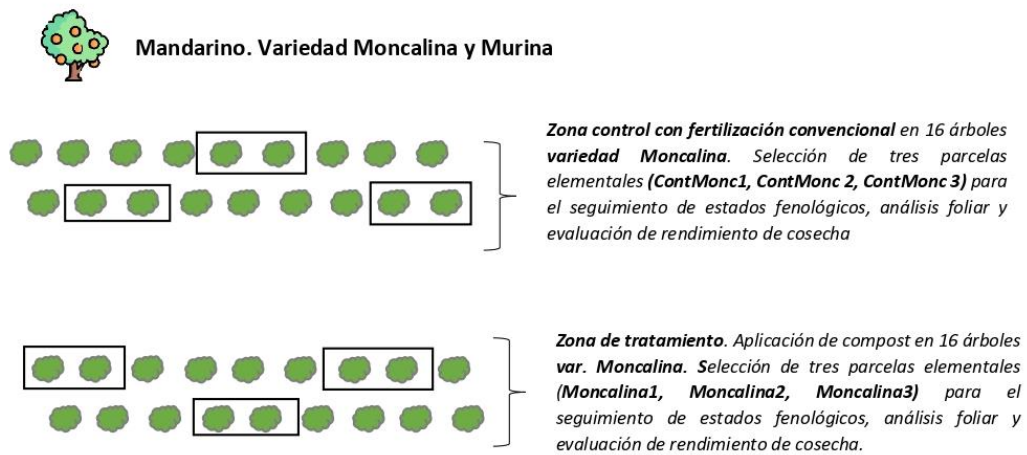 Mandarino. Variedad Moncalina y Murina
Zona control con fertilización convencional en 16 árboles
variedad Moncalina. Selección de tres parcelas
elementales (ContMonc1, ContMonc 2, ContMonc 3) para
el seguimiento de estados fenológicos, análisis foliar y
evaluación de rendimiento de cosecha
Zona de tratamiento. Aplicación de compost en 16 árboles
var. Moncalina. Selección de tres parcelas elementales
(Moncalina1, Moncalina2, Moncalina3) para el
seguimiento de estados fenológicos, análisis foliar y
evaluación de rendimiento de cosecha.